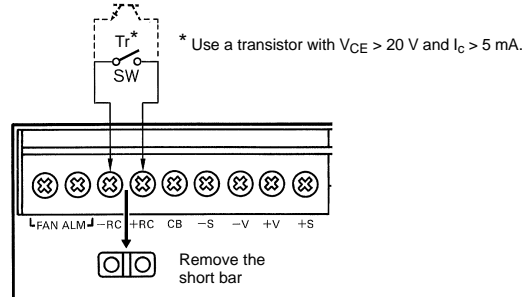 Tr*
SW
* Use a transistor with VCE > 20 V and Ic > 5 mA.
FAN ALM −RC +RC CB −S −V +V +S
Remove the
short bar